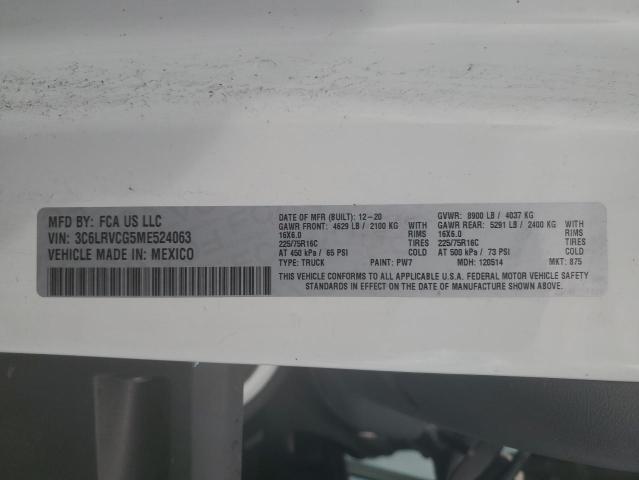 MFD BY: FCA US LLC
VIN: 3C6LRVCG5ME524063
VEHICLE MADE IN: MEXICO
DATE OF MFR (BUILT): 12-20 GVWR: 8900 LB / 4037 KG
GAWR FRONT: 4629 LB / 2100 KG WITH GAWR REAR: 5291 LB / 2400 KG WITH
16X6.0 RIMS 16X6.0 RIMS
225/75R16C TIRES 225/75R16C TIRES
AT 450 kPa / 65 PSI COLD AT 500 kPa / 73 PSI COLD
TYPE: TRUCK PAINT: PW7 MDH: 120514 MKT: 875
THIS VEHICLE CONFORMS TO ALL APPLICABLE U.S.A. FEDERAL MOTOR VEHICLE SAFETY
STANDARDS IN EFFECT ON THE DATE OF MANUFACTURE SHOWN ABOVE.